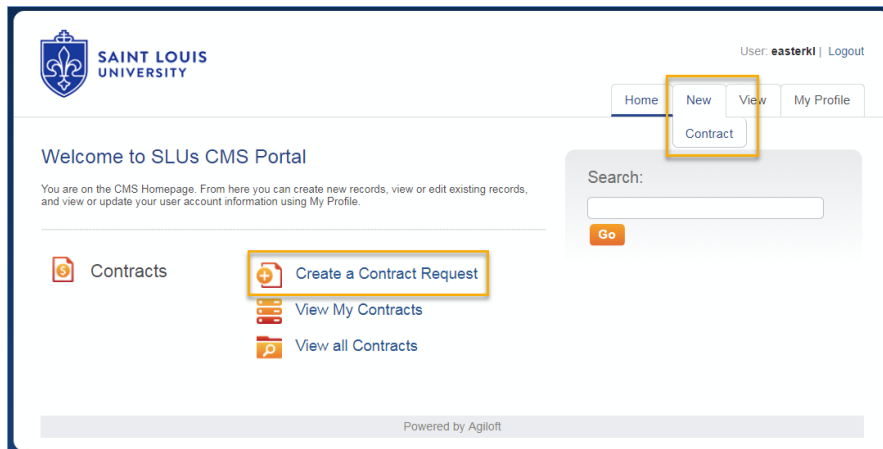 SAINT LOUIS
UNIVERSITY
User: easterkl | Logout
Home New View My Profile
Contract
Welcome to SLUs CMS Portal
You are on the CMS Homepage. From here you can create new records, view or edit existing records,
and view or update your user account information using My Profile.
Search:
Go
Contracts
Create a Contract Request
View My Contracts
View all Contracts
Powered by Agiloft